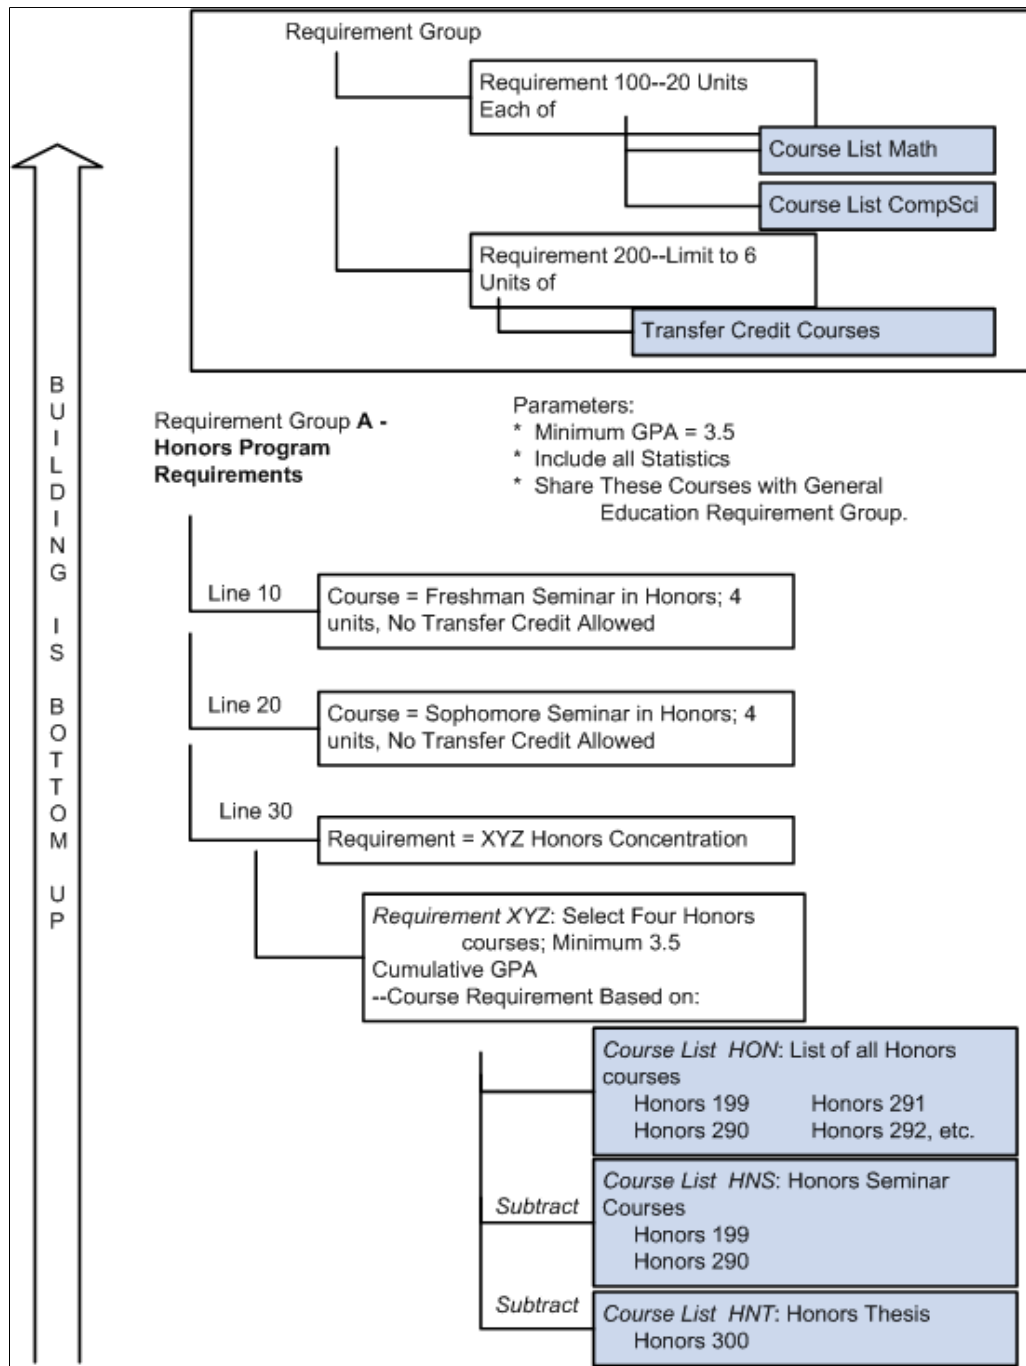 Requirement Group
Requirement 100--20 Units
Each of
Course List Math
Course List CompSci
Requirement 200--Limit to 6
Units of
Transfer Credit Courses
BUILDING IS BOTTOM UP
Requirement Group A -
Honors Program
Requirements
Parameters:
* Minimum GPA = 3.5
* Include all Statistics
* Share These Courses with General
Education Requirement Group.
Line 10
Course = Freshman Seminar in Honors; 4
units, No Transfer Credit Allowed
Line 20
Course = Sophomore Seminar in Honors; 4
units, No Transfer Credit Allowed
Line 30
Requirement = XYZ Honors Concentration
Requirement XYZ: Select Four Honors
courses; Minimum 3.5
Cumulative GPA
--Course Requirement Based on:
Course List HON: List of all Honors
courses
Honors 199 Honors 291
Honors 290 Honors 292, etc.
Subtract
Course List HNS: Honors Seminar
Courses
Honors 199
Honors 290
Subtract
Course List HNT: Honors Thesis
Honors 300